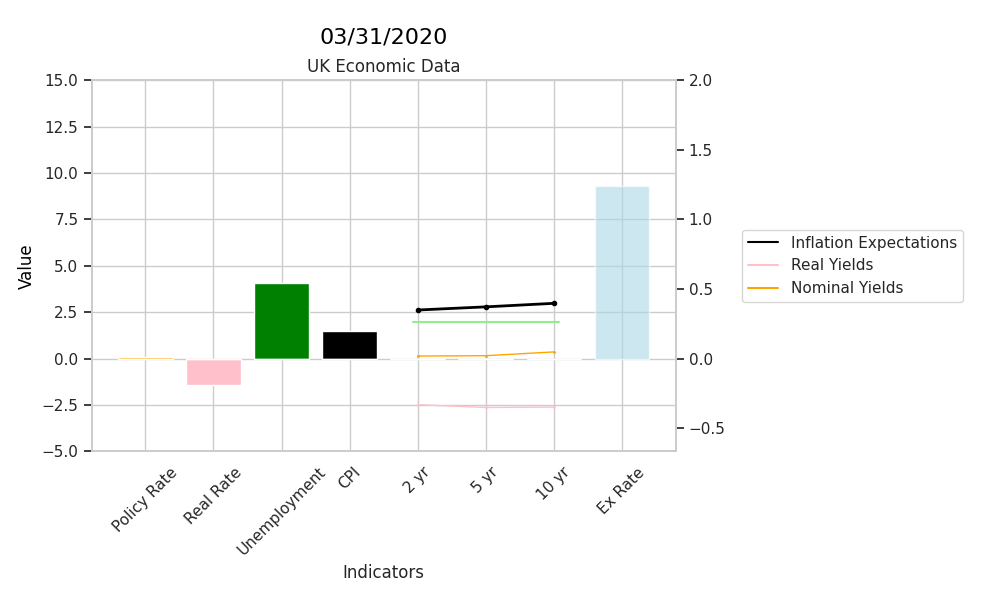 03/31/2020
UK Economic Data
15.0
12.5
10.0
7.5
5.0
2.5
0.0
−2.5
−5.0
Value
2.0
1.5
1.0
0.5
0.0
−0.5
Inflation Expectations
Real Yields
Nominal Yields
Policy Rate
Real Rate
Unemployment
CPI
2 yr
5 yr
10 yr
Ex Rate
Indicators